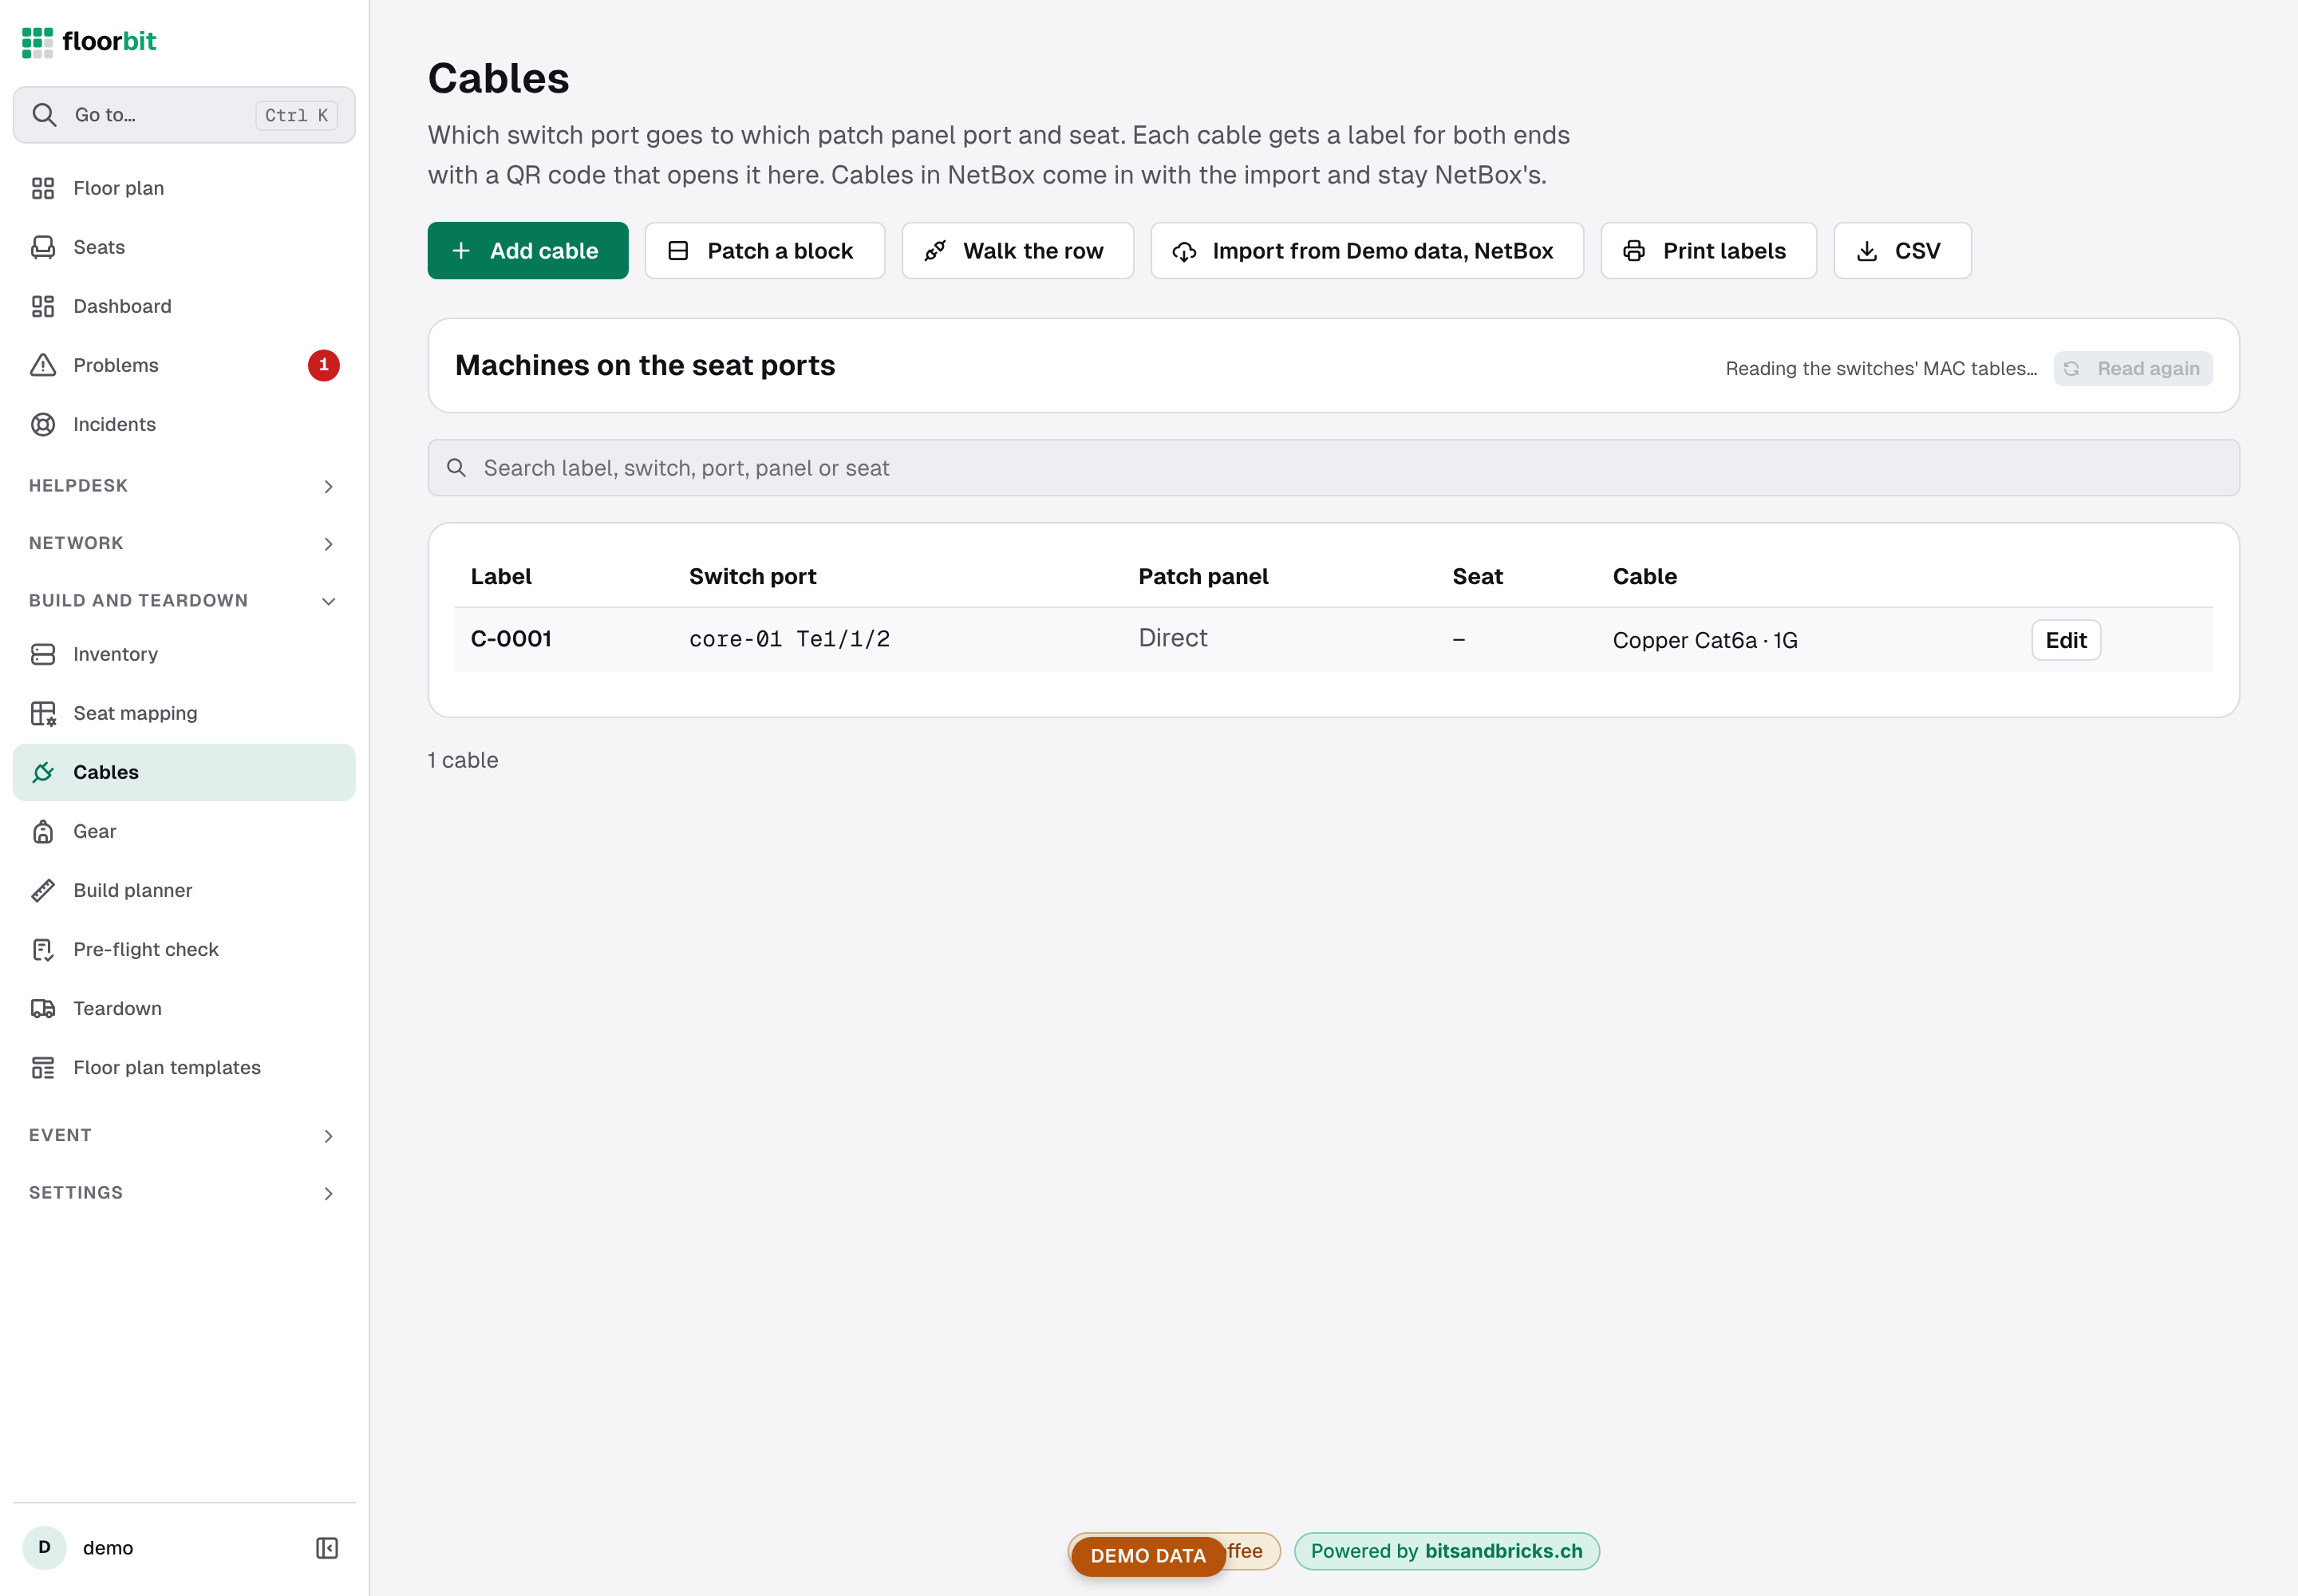 floorbit
Go to...
Ctrl K
Floor plan
Seats
Dashboard
Problems
1
Incidents
HELPDESK
NETWORK
BUILD AND TEARDOWN
Inventory
Seat mapping
Cables
Gear
Build planner
Pre-flight check
Teardown
Floor plan templates
EVENT
SETTINGS
D
demo
Cables
Which switch port goes to which patch panel port and seat. Each cable gets a label for both ends
with a QR code that opens it here. Cables in NetBox come in with the import and stay NetBox's.
Add cable
Patch a block
Walk the row
Import from Demo data, NetBox
Print labels
CSV
Machines on the seat ports
Reading the switches' MAC tables...
Read again
Search label, switch, port, panel or seat
Label Switch port Patch panel Seat Cable
C-0001 core-01 Te1/1/2 Direct – Copper Cat6a · 1G Edit
1 cable
DEMO DATA
Powered by bitsandbricks.ch